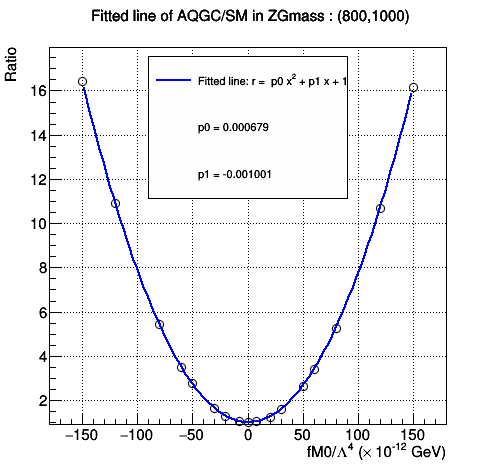 Fitted line of AQGC/SM in ZGmass : (800,1000)
Ratio
Fitted line: r = p0 x² + p1 x + 1
p0 = 0.000679
p1 = -0.001001
16
14
12
10
8
6
4
2
−150 −100 −50 0 50 100 150
fM0/Λ⁴ (× 10⁻¹² GeV)